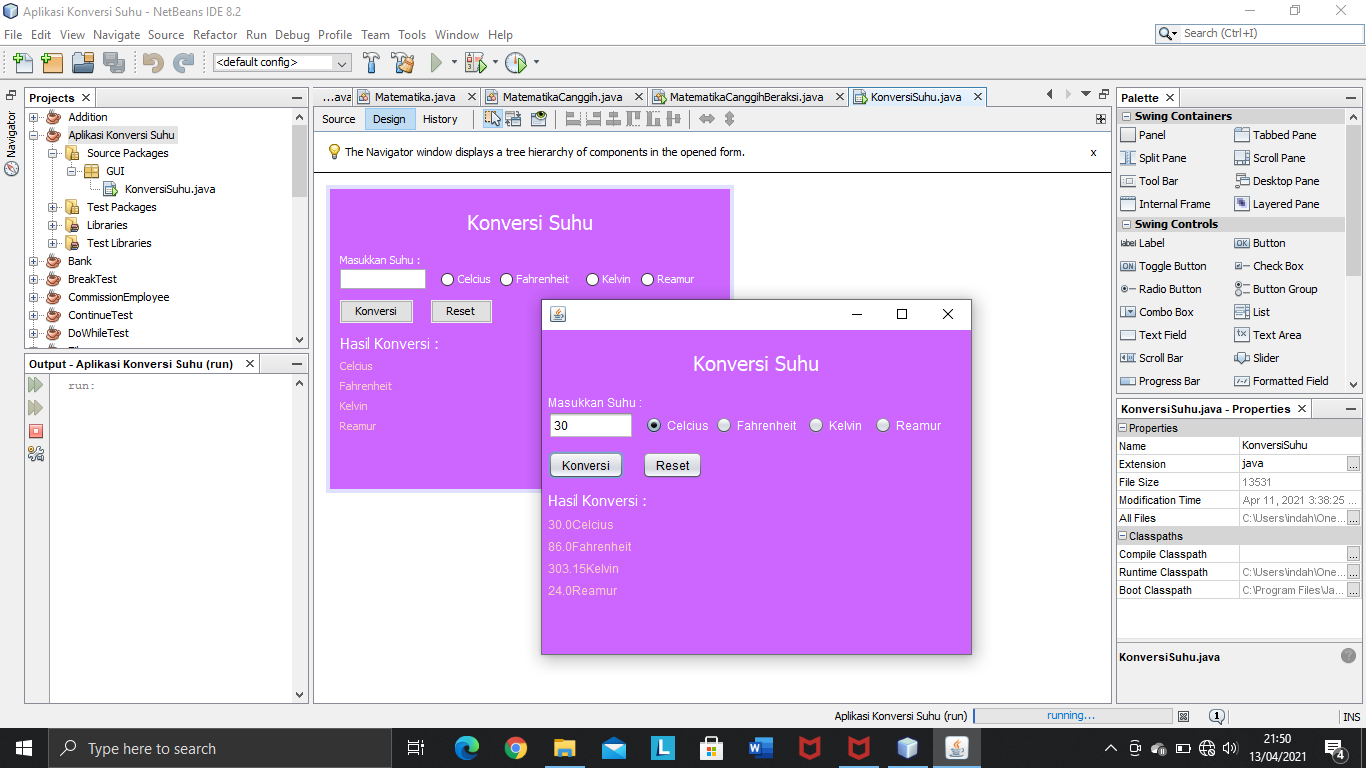 Aplikasi Konversi Suhu - NetBeans IDE 8.2
File Edit View Navigate Source Refactor Run Debug Profile Team Tools Window Help
Search (Ctrl+I)
<default config>
Navigator
Projects
Addition
Aplikasi Konversi Suhu
Source Packages
GUI
KonversiSuhu.java
Test Packages
Libraries
Test Libraries
Bank
BreakTest
CommissionEmployee
ContinueTest
DoWhileTest
Output - Aplikasi Konversi Suhu (run)
run:
...ava Matematika.java MatematikaCanggih.java MatematikaCanggihBeraksi.java KonversiSuhu.java
Source Design History
The Navigator window displays a tree hierarchy of components in the opened form. x
Konversi Suhu
Masukkan Suhu :
Celcius Fahrenheit Kelvin Reamur
Konversi Reset
Hasil Konversi :
Celcius
Fahrenheit
Kelvin
Reamur
Konversi Suhu
Masukkan Suhu :
30 Celcius Fahrenheit Kelvin Reamur
Konversi Reset
Hasil Konversi :
30.0Celcius
86.0Fahrenheit
303.15Kelvin
24.0Reamur
Palette
Swing Containers
Panel Tabbed Pane
Split Pane Scroll Pane
Tool Bar Desktop Pane
Internal Frame Layered Pane
Swing Controls
label Label OK Button
ON Toggle Button Check Box
Radio Button Button Group
Combo Box List
Text Field Text Area
Scroll Bar Slider
Progress Bar Formatted Field
KonversiSuhu.java - Properties
Properties
Name KonversiSuhu
Extension java ...
File Size 13531
Modification Time Apr 11, 2021 3:38:25 ...
All Files C:\Users\indah\One... ...
Classpaths
Compile Classpath ...
Runtime Classpath C:\Users\indah\One... ...
Boot Classpath C:\Program Files\Ja... ...
KonversiSuhu.java
Aplikasi Konversi Suhu (run) running... 1 INS
Type here to search
21:50
13/04/2021
4